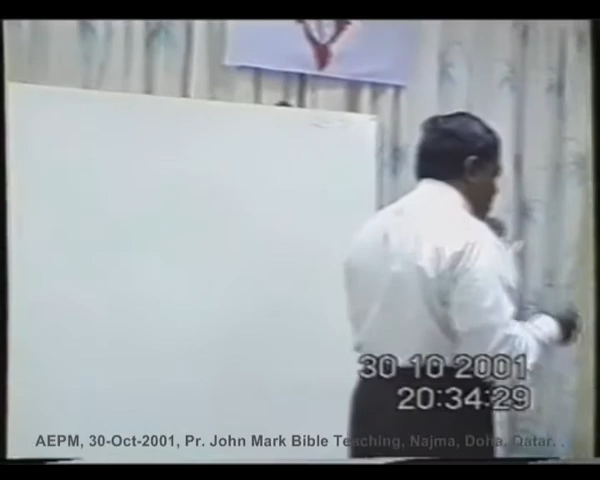 30 10 2001
20:34:29
AEPM, 30-Oct-2001, Pr. John Mark Bible Teaching, Najma, Doha, Qatar. .